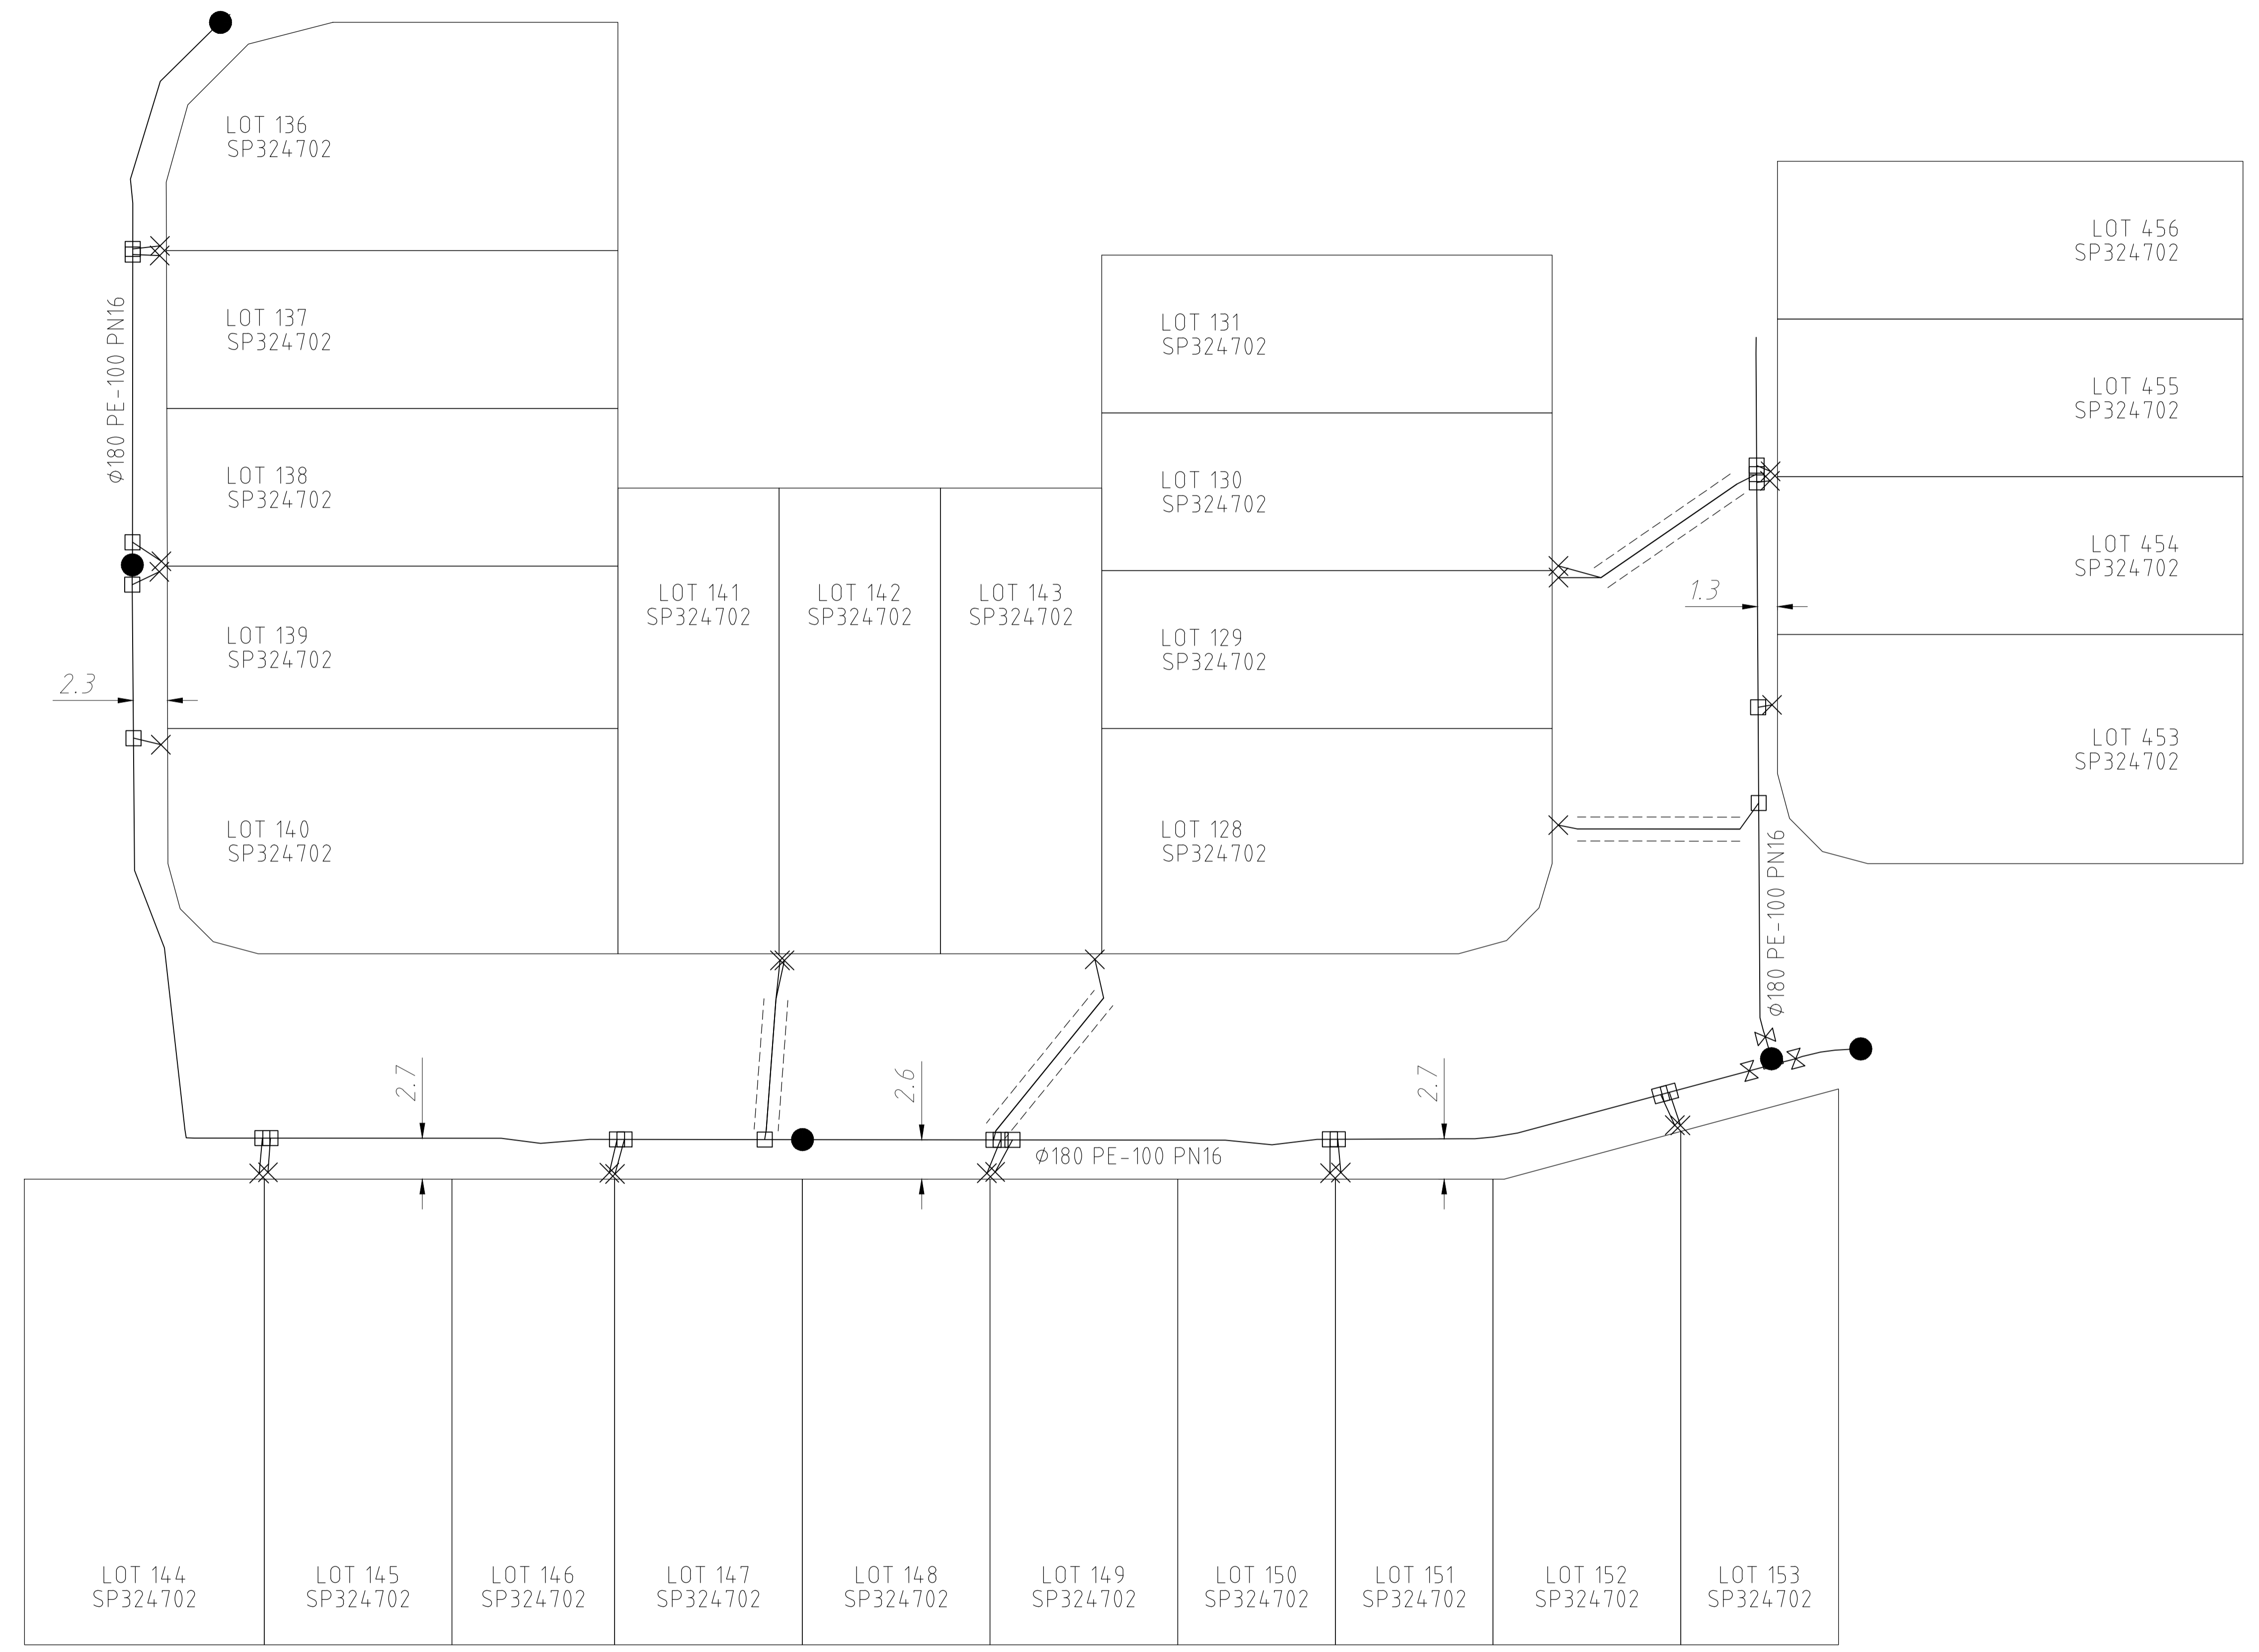 LOT 136
SP324702
LOT 137
SP324702
LOT 138
SP324702
LOT 139
SP324702
LOT 140
SP324702
ϕ180 PE-100 PN16
2.3
LOT 141
SP324702
LOT 142
SP324702
LOT 143
SP324702
LOT 131
SP324702
LOT 130
SP324702
LOT 129
SP324702
LOT 128
SP324702
LOT 456
SP324702
LOT 455
SP324702
LOT 454
SP324702
LOT 453
SP324702
1.3
ϕ180 PE-100 PN16
2.7
2.6
2.7
ϕ180 PE-100 PN16
LOT 144
SP324702
LOT 145
SP324702
LOT 146
SP324702
LOT 147
SP324702
LOT 148
SP324702
LOT 149
SP324702
LOT 150
SP324702
LOT 151
SP324702
LOT 152
SP324702
LOT 153
SP324702